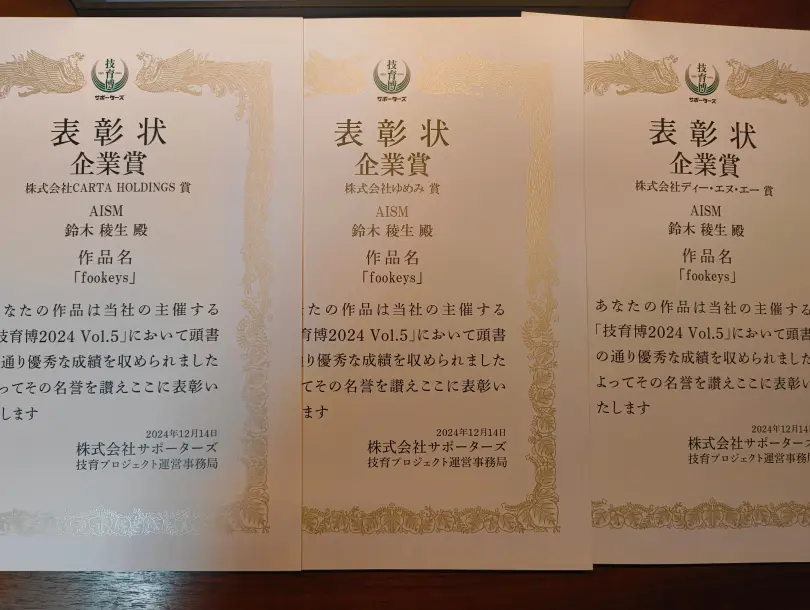 技育博
サポーターズ
表彰状
企業賞
株式会社CARTA HOLDINGS 賞
AISM
鈴木 稜生 殿
作品名
「fookeys」
なたの作品は当社の主催する
技育博2024 Vol.5」において頭書
通り優秀な成績を収められました
ってその名誉を讃えここに表彰い
します
2024年12月14日
株式会社サポーターズ
技育プロジェクト運営事務局
技育博
サポーターズ
表彰状
企業賞
株式会社ゆめみ 賞
AISM
鈴木 稜生 殿
作品名
「fookeys」
たの作品は当社の主催する
育博2024 Vol.5」において頭書
り優秀な成績を収められました
てその名誉を讃えここに表彰い
ます
2024年12月14日
株式会社サポーターズ
技育プロジェクト運営事務局
技育博
サポーターズ
表彰状
企業賞
株式会社ディー・エヌ・エー 賞
AISM
鈴木 稜生 殿
作品名
「fookeys」
あなたの作品は当社の主催する
「技育博2024 Vol.5」において頭書
の通り優秀な成績を収められました
よってその名誉を讃えここに表彰い
たします
2024年12月14日
株式会社サポーターズ
技育プロジェクト運営事務局